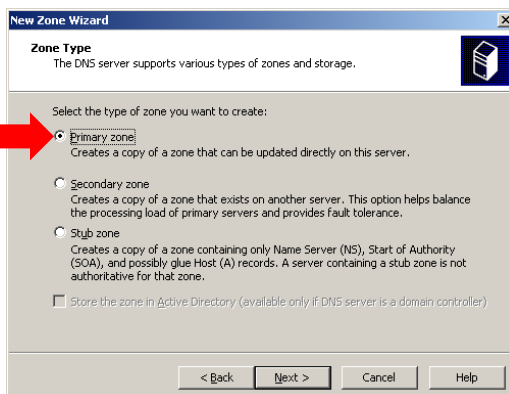 New Zone Wizard
Zone Type
The DNS server supports various types of zones and storage.
Select the type of zone you want to create:
Primary zone
Creates a copy of a zone that can be updated directly on this server.
Secondary zone
Creates a copy of a zone that exists on another server. This option helps balance
the processing load of primary servers and provides fault tolerance.
Stub zone
Creates a copy of a zone containing only Name Server (NS), Start of Authority
(SOA), and possibly glue Host (A) records. A server containing a stub zone is not
authoritative for that zone.
Store the zone in Active Directory (available only if DNS server is a domain controller)
< Back Next > Cancel Help